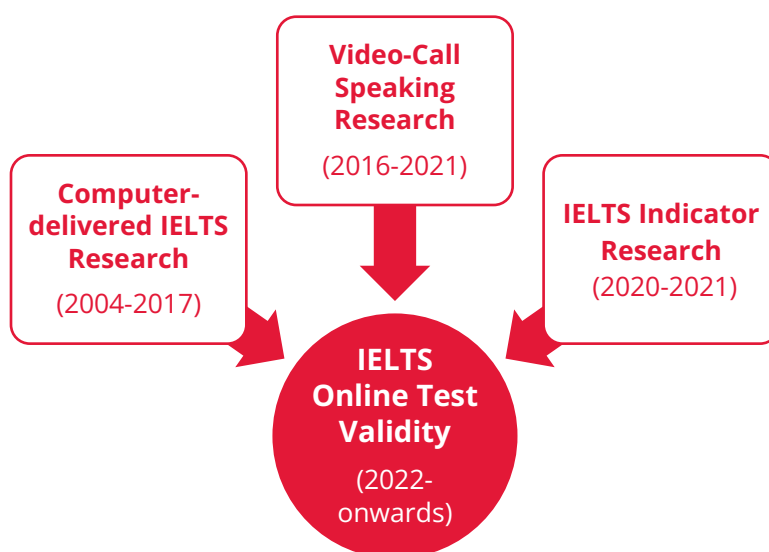 Video-Call
Speaking
Research
(2016-2021)
Computer-
delivered IELTS
Research
(2004-2017)
IELTS Indicator
Research
(2020-2021)
IELTS
Online Test
Validity
(2022-
onwards)